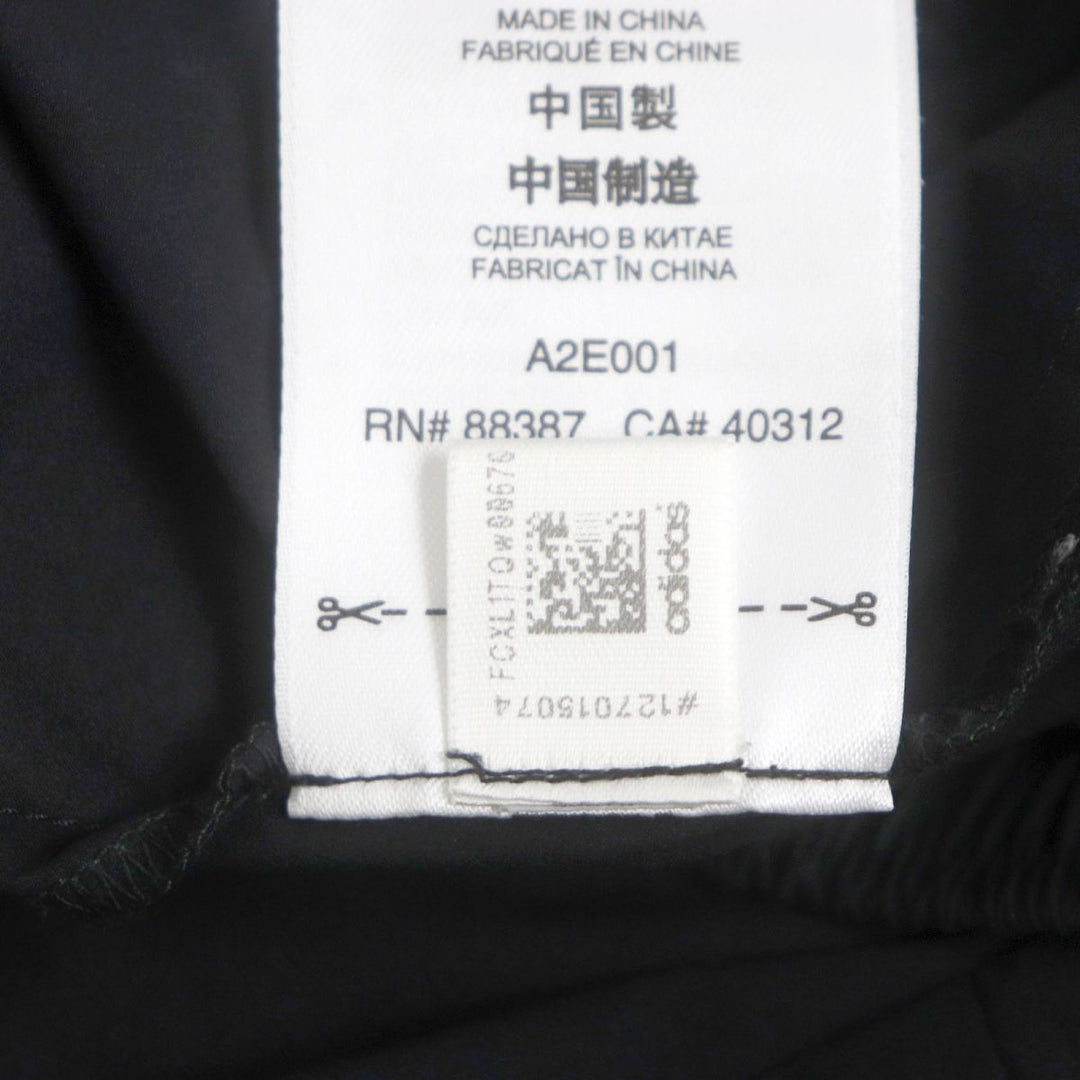 MADE IN CHINA
FABRIQUÉ EN CHINE
中国製
中国制造
СДЕЛАНО В КИТАЕ
FABRICAT ÎN CHINA
A2E001
RN# 88387 CA# 40312
adidas
#127015074